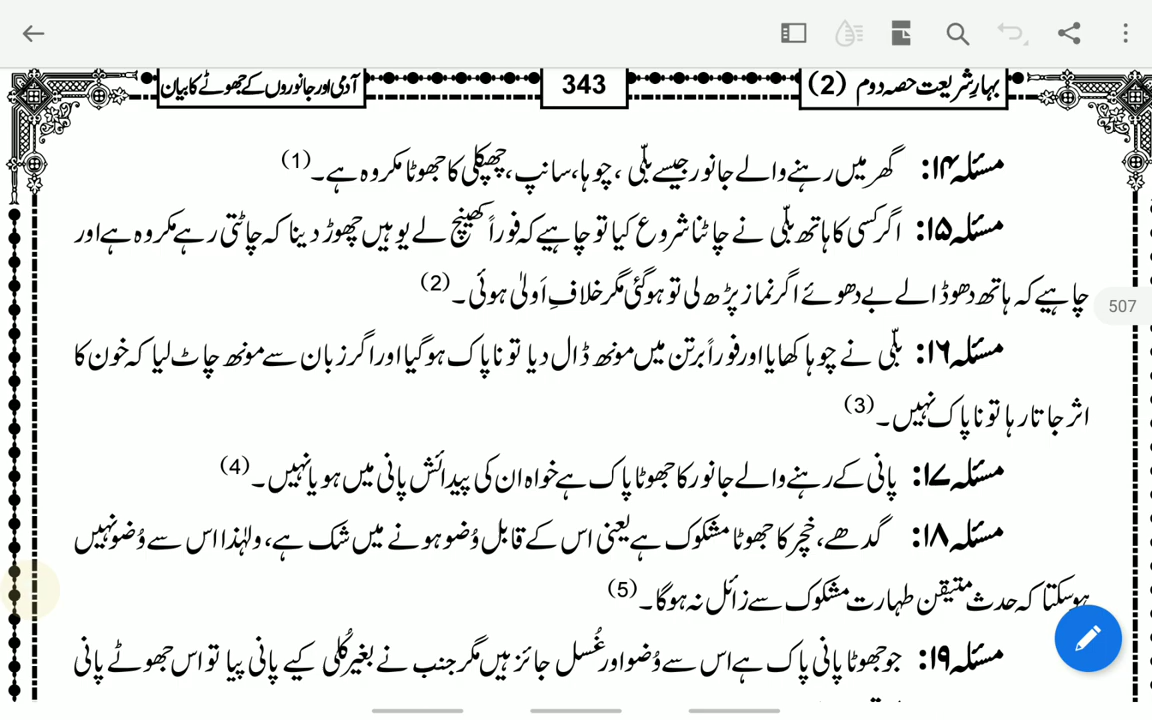 بہارِشریعت حصہ دوم (2)
343
آدمی اور جانوروں کے جھوٹے کا بیان
مسئلہ ۱۴: گھر میں رہنے والے جانور جیسے بلّی ، چوہا، سانپ، چھپکلی کا جھوٹا مکروہ ہے۔ (1)
مسئلہ ۱۵: اگر کسی کا ہاتھ بلّی نے چاٹنا شروع کیا تو چاہیے کہ فوراً کھینچ لے یوہیں چھوڑ دینا کہ چاٹتی رہے مکروہ ہے اور
چاہیے کہ ہاتھ دھو ڈالے بے دھوئے اگر نماز پڑھ لی تو ہوگئی مگر خلافِ اَولیٰ ہوئی۔ (2)
507
مسئلہ ۱۶: بلّی نے چوہا کھایا اور فوراً برتن میں مونھ ڈال دیا تو ناپاک ہوگیا اور اگر زبان سے مونھ چاٹ لیا کہ خون کا
اثر جاتا رہا تو ناپاک نہیں۔ (3)
مسئلہ ۱۷: پانی کے رہنے والے جانور کا جھوٹا پاک ہے خواہ ان کی پیدائش پانی میں ہو یا نہیں۔ (4)
مسئلہ ۱۸: گدھے، خچر کا جھوٹا مشکوک ہے یعنی اس کے قابل وُضو ہونے میں شک ہے، ولہٰذا اس سے وُضو نہیں
ہوسکتا کہ حدث متیقن طہارت مشکوک سے زائل نہ ہوگا۔ (5)
مسئلہ ۱۹: جو جھوٹا پانی پاک ہے اس سے وُضو اور غُسل جائز ہیں مگر جنب نے بغیر کُلی کیے پانی پیا تو اس جھوٹے پانی